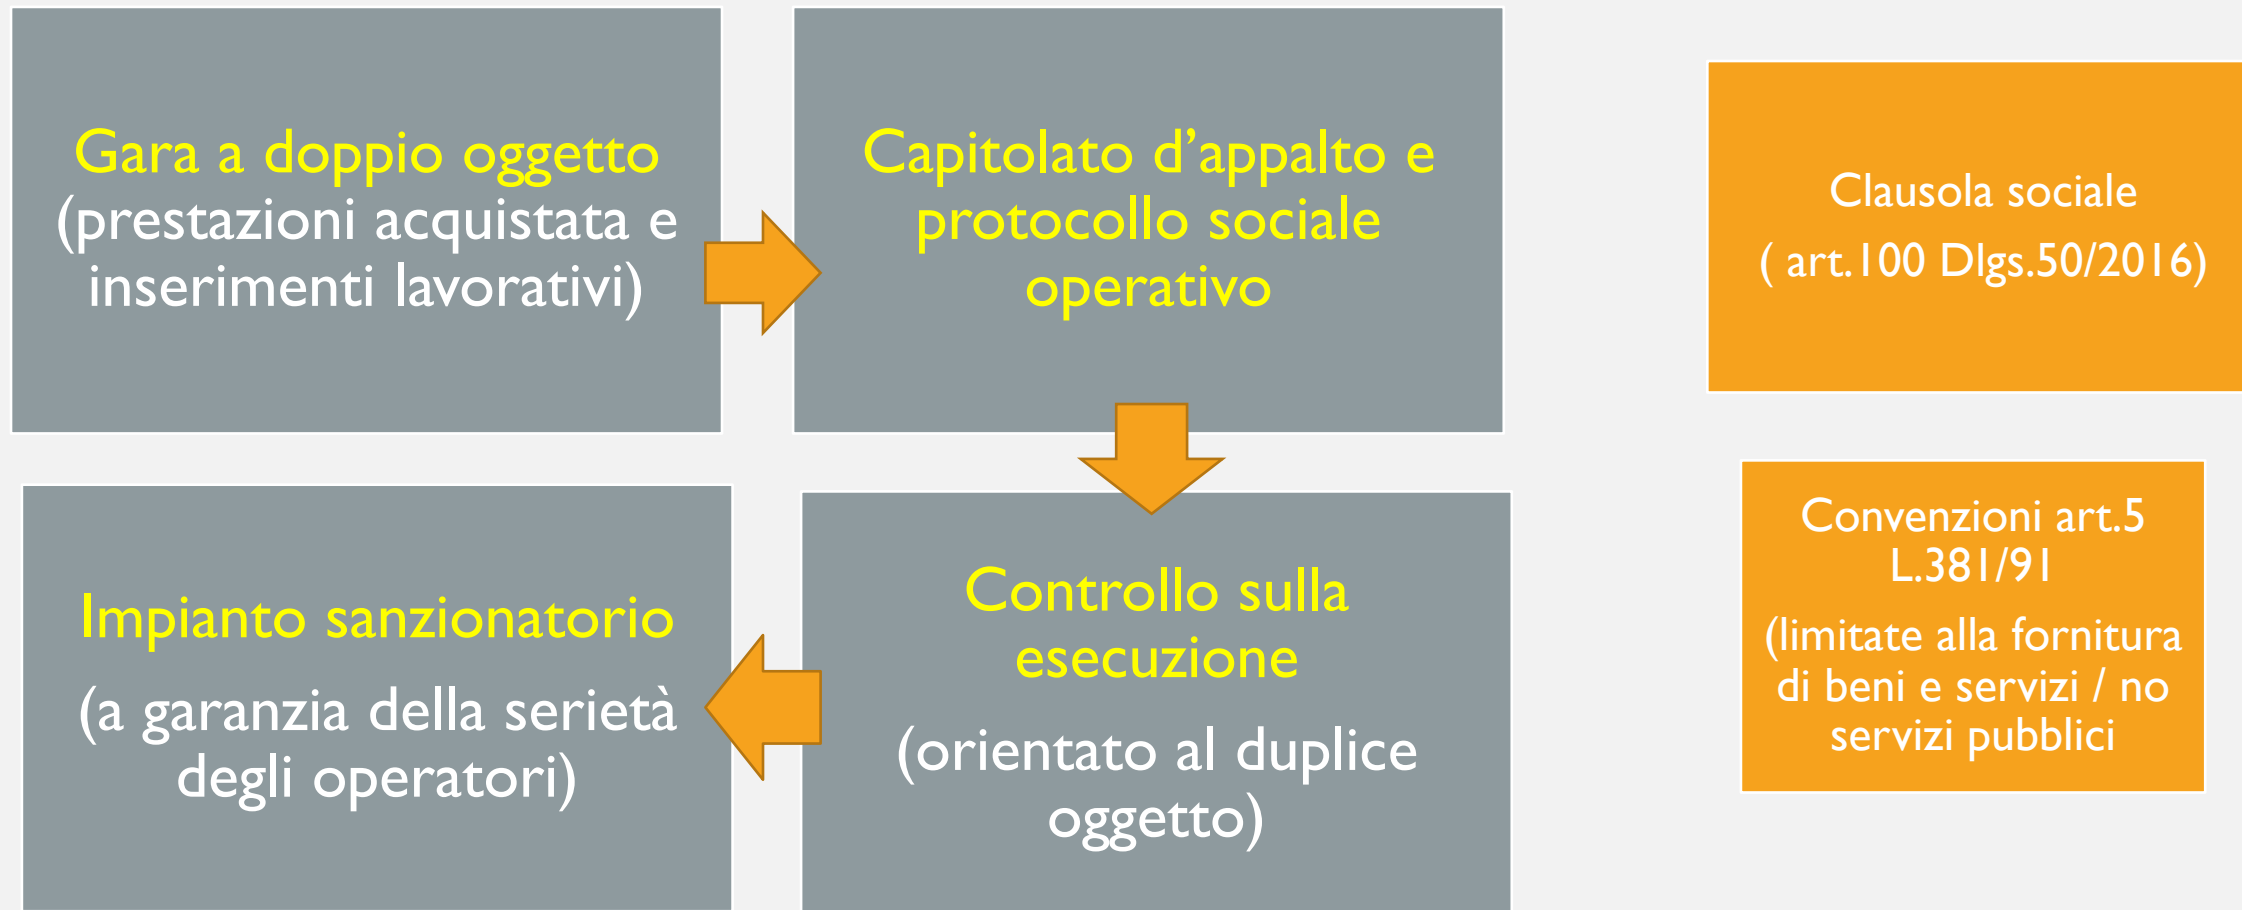 Gara a doppio oggetto
(prestazioni acquistata e
inserimenti lavorativi)
Capitolato d’appalto e
protocollo sociale
operativo
Controllo sulla
esecuzione
(orientato al duplice
oggetto)
Impianto sanzionatorio
(a garanzia della serietà
degli operatori)
Clausola sociale
( art.100 Dlgs.50/2016)
Convenzioni art.5
L.381/91
(limitate alla fornitura
di beni e servizi / no
servizi pubblici